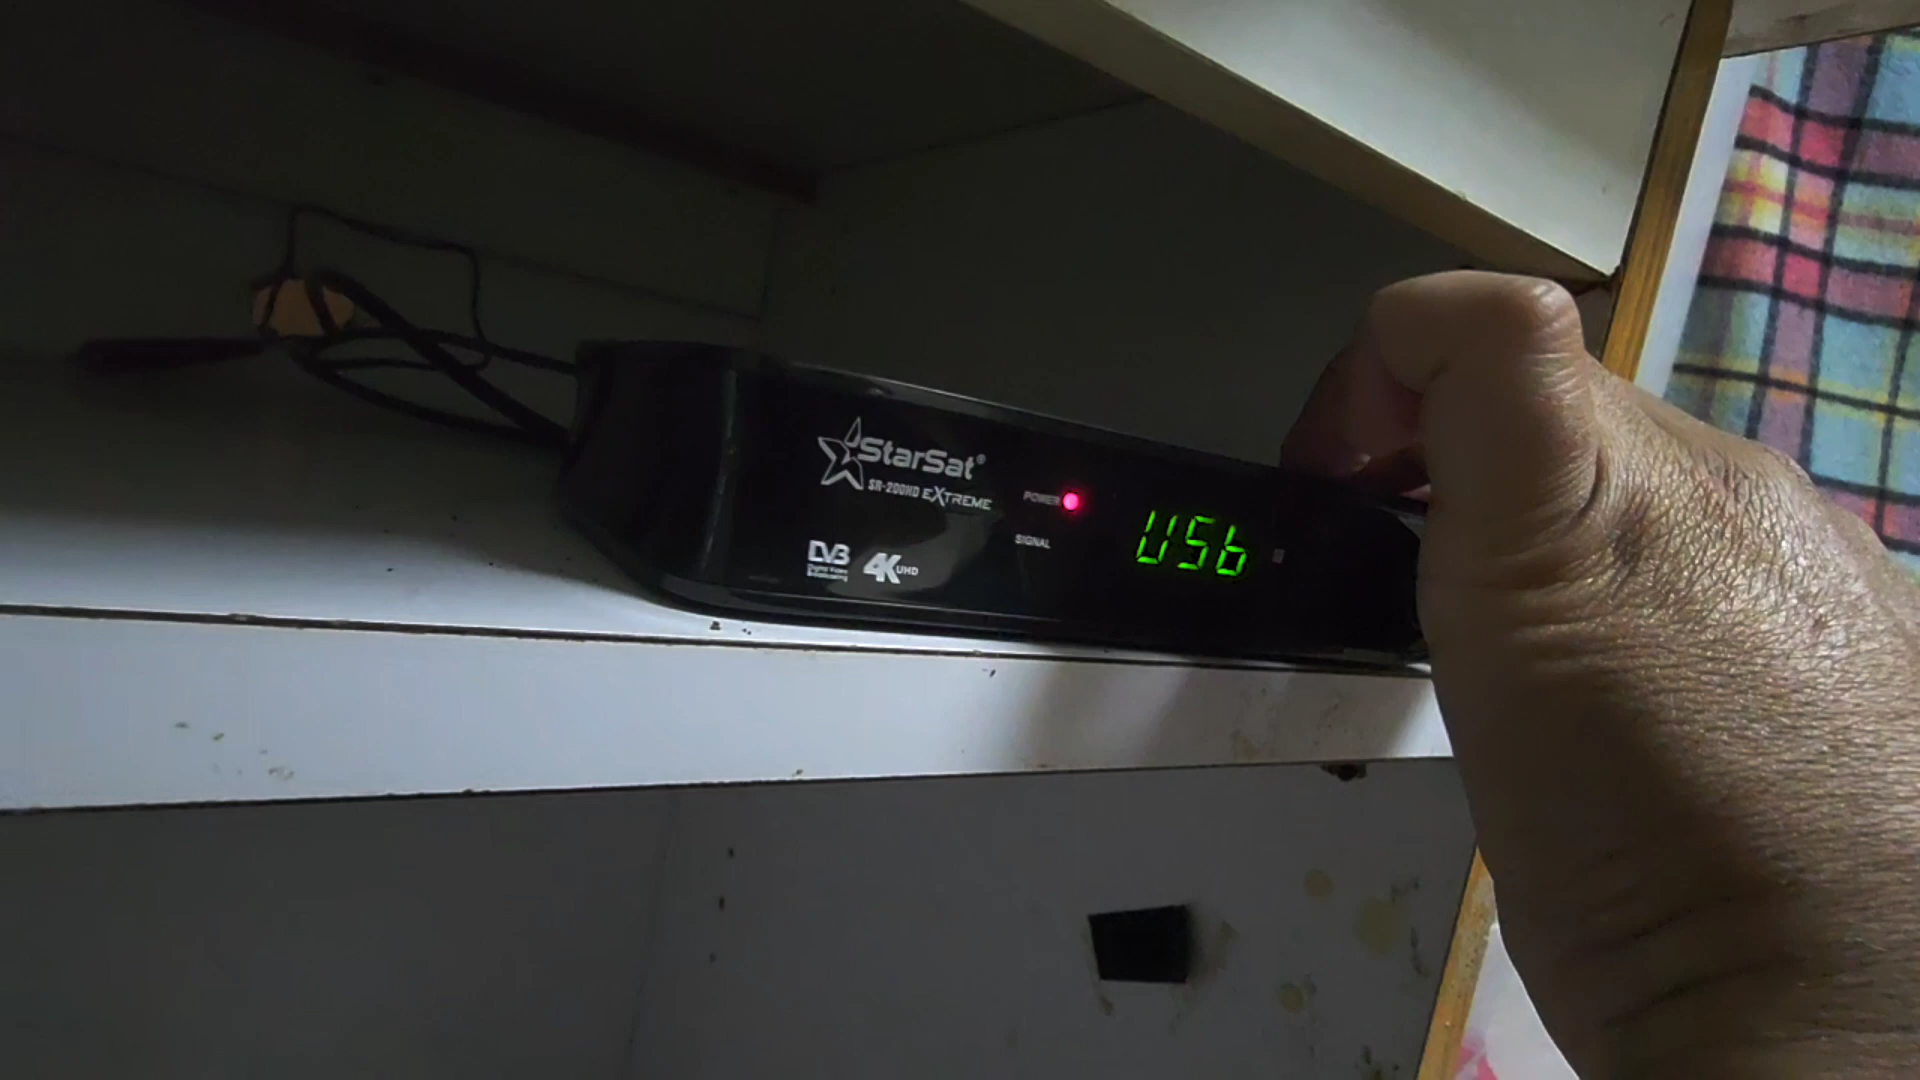 StarSat®
SR-200HD EXTREME
POWER
SIGNAL
USb
DVB
Digital Video
Broadcasting
4K UHD